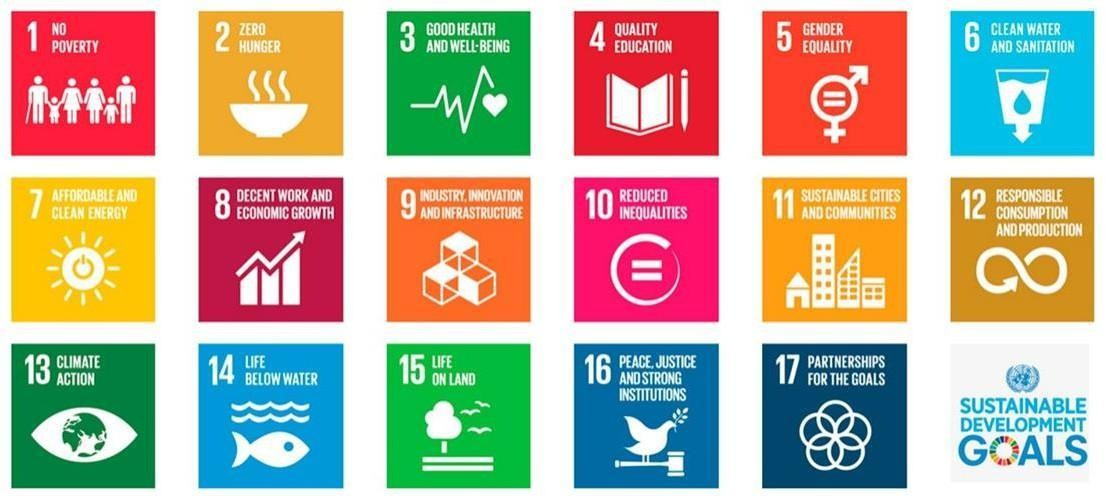 1 NO
POVERTY
2 ZERO
HUNGER
3 GOOD HEALTH
AND WELL-BEING
4 QUALITY
EDUCATION
5 GENDER
EQUALITY
6 CLEAN WATER
AND SANITATION
7 AFFORDABLE AND
CLEAN ENERGY
8 DECENT WORK AND
ECONOMIC GROWTH
9 INDUSTRY, INNOVATION
AND INFRASTRUCTURE
10 REDUCED
INEQUALITIES
11 SUSTAINABLE CITIES
AND COMMUNITIES
12 RESPONSIBLE
CONSUMPTION
AND PRODUCTION
13 CLIMATE
ACTION
14 LIFE
BELOW WATER
15 LIFE
ON LAND
16 PEACE, JUSTICE
AND STRONG
INSTITUTIONS
17 PARTNERSHIPS
FOR THE GOALS
SUSTAINABLE
DEVELOPMENT
GOALS